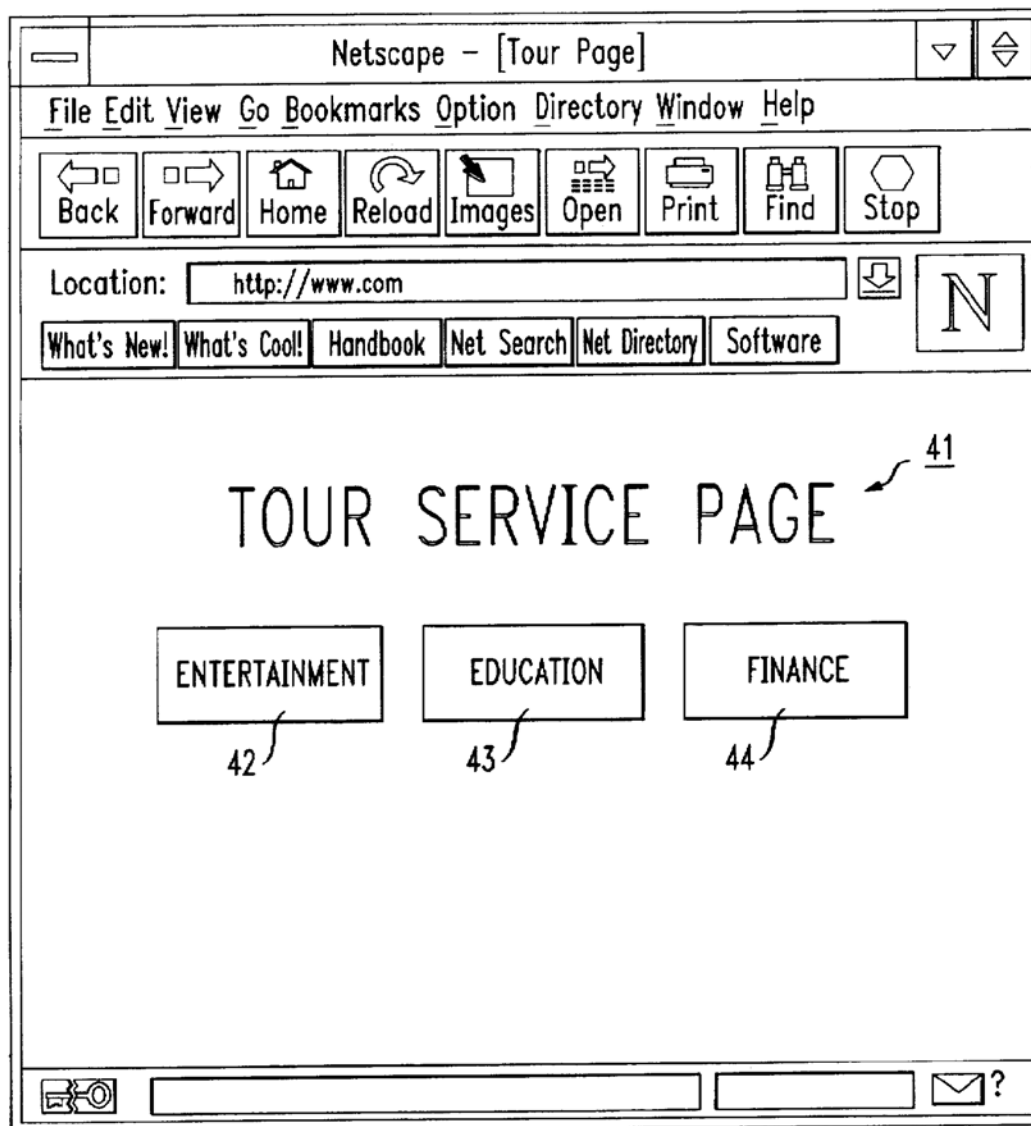 Netscape - [Tour Page]
File Edit View Go Bookmarks Option Directory Window Help
Back Forward Home Reload Images Open Print Find Stop
Location: http://www.com
N
What's New! What's Cool! Handbook Net Search Net Directory Software
41
TOUR SERVICE PAGE
ENTERTAINMENT EDUCATION FINANCE
42 43 44
?